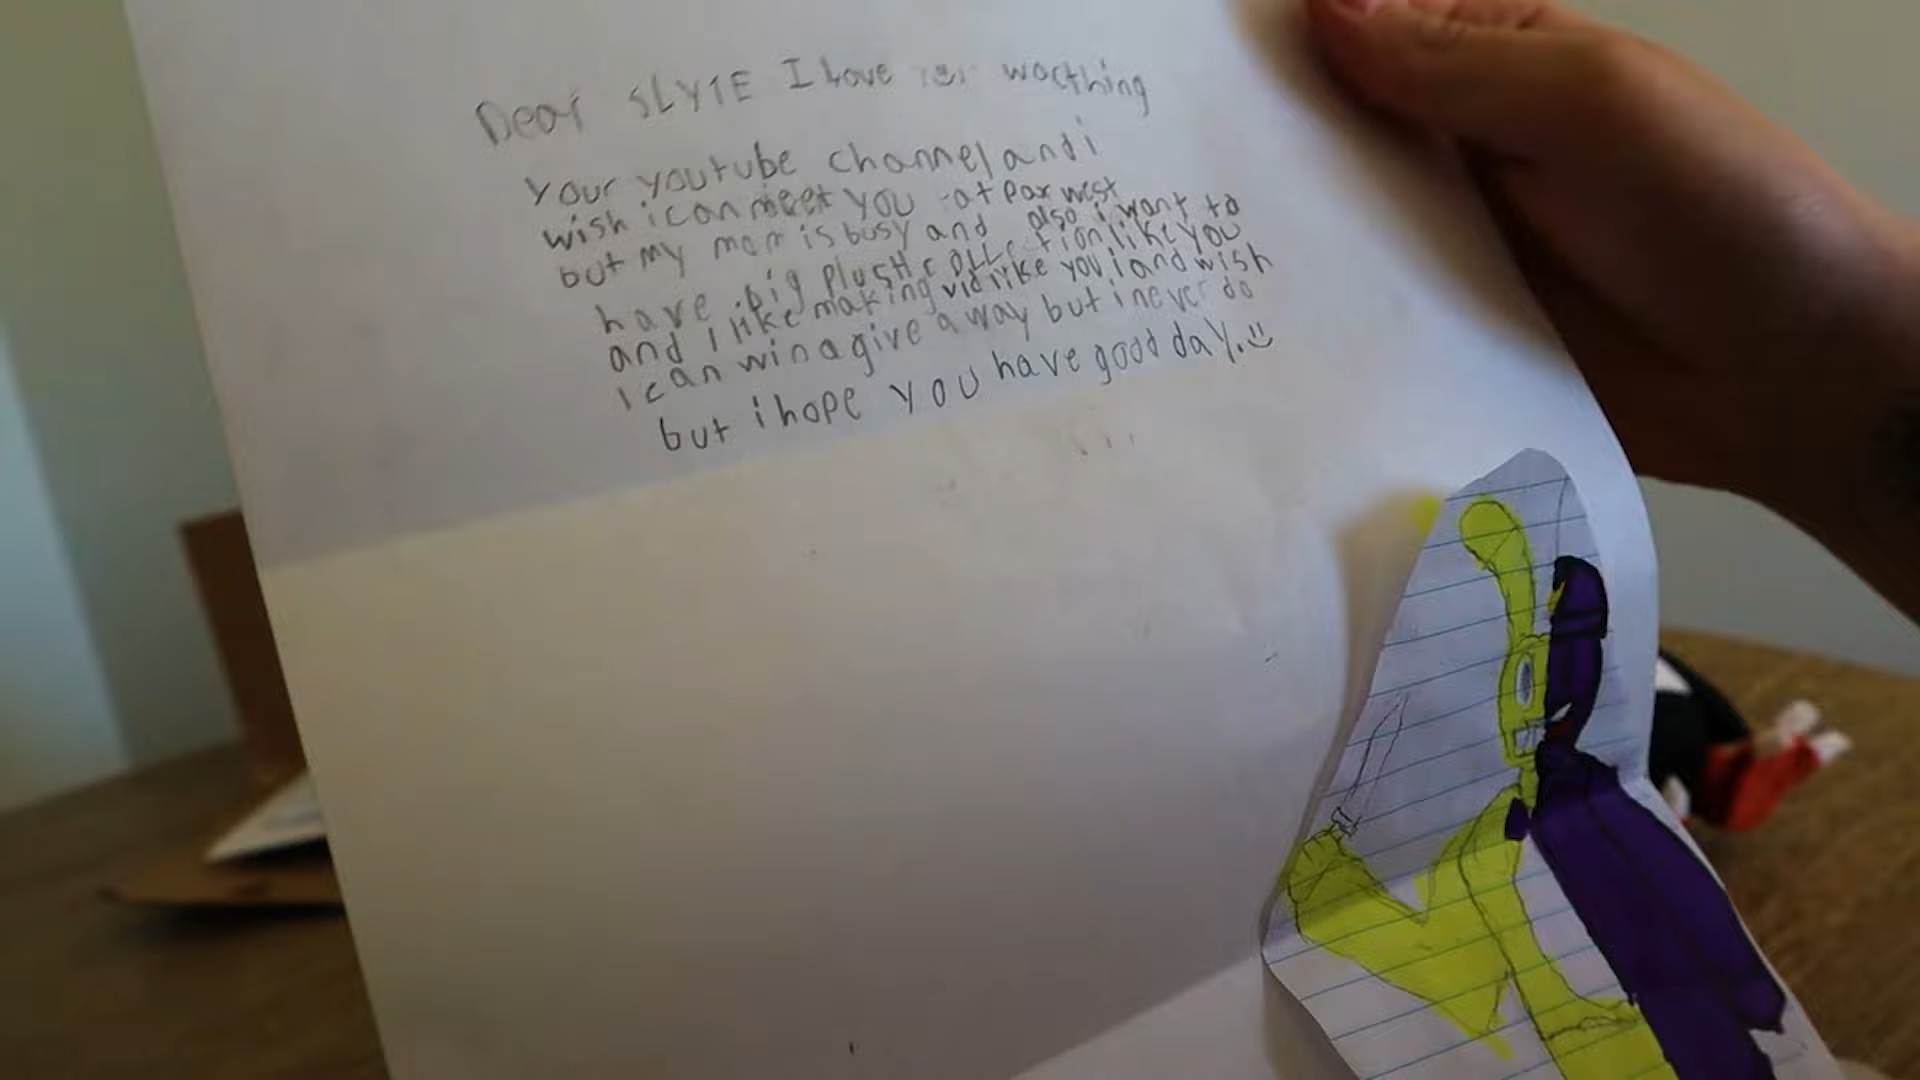 Dear SLYTE I Love worthing
Your youtube channel and i
wish i can meet you at Pax west
but my mom is busy and also i want to
have big plush collection like you
and I like making vid like you i and wish
I can win a give a way but i never do
but i hope you have good day. :)